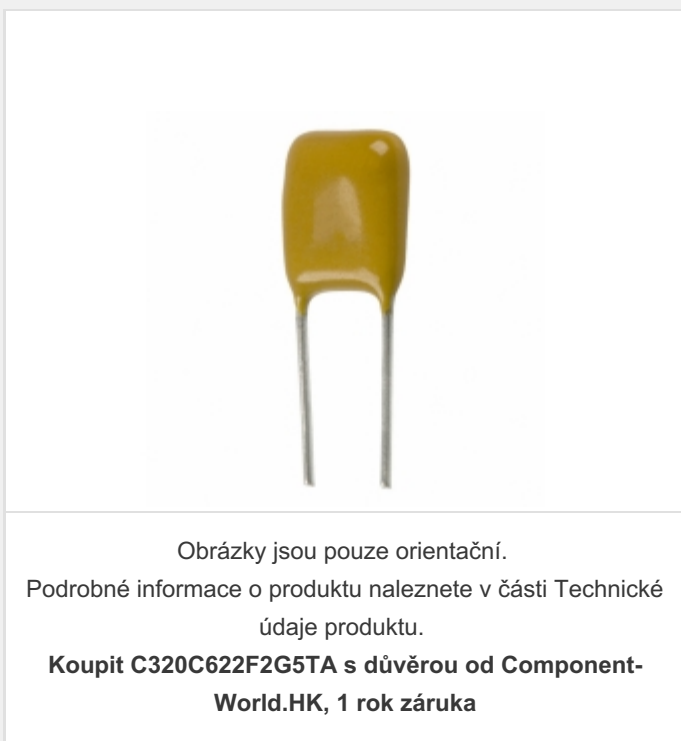 Obrázky jsou pouze orientační.
Podrobné informace o produktu naleznete v části Technické
údaje produktu.
Koupit C320C622F2G5TA s důvěrou od Component-
World.HK, 1 rok záruka